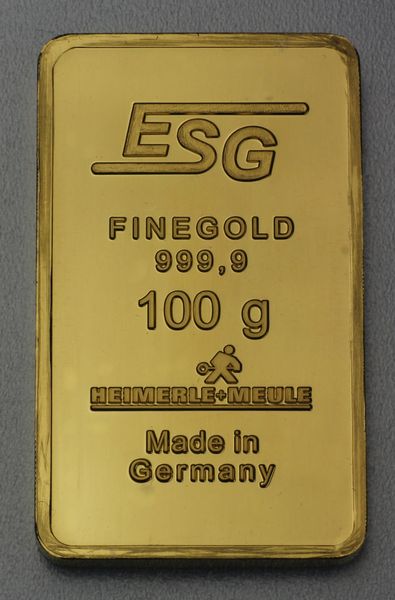 ESG
FINEGOLD
999,9
100 g
HEIMERLE+MEULE
Made in
Germany